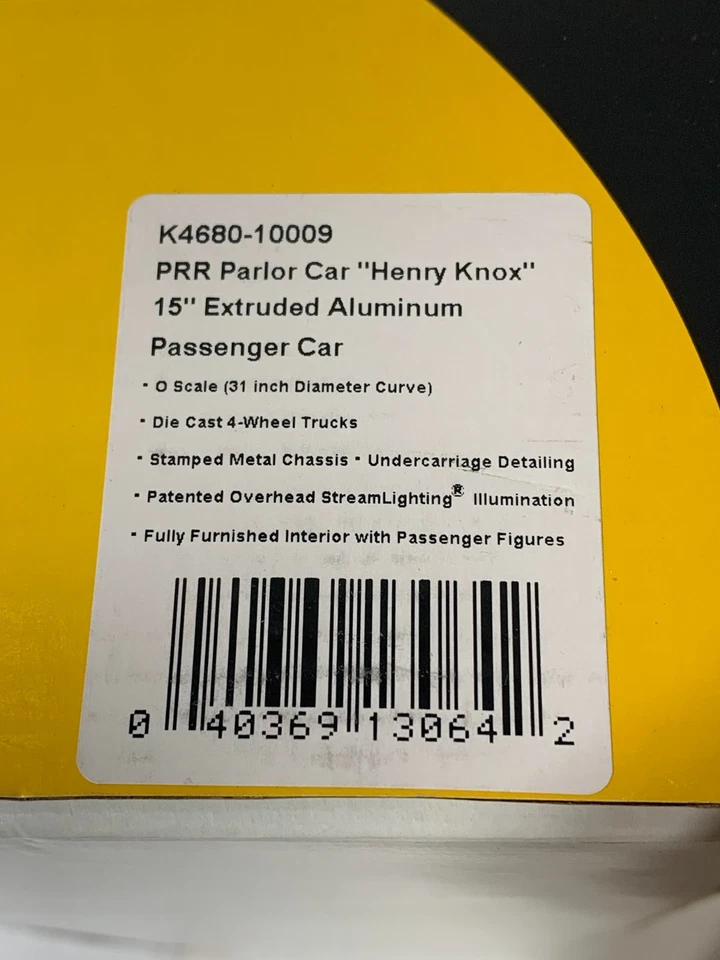 K4680-10009
PRR Parlor Car "Henry Knox"
15" Extruded Aluminum
Passenger Car
· O Scale (31 inch Diameter Curve)
· Die Cast 4-Wheel Trucks
· Stamped Metal Chassis · Undercarriage Detailing
· Patented Overhead StreamLighting® Illumination
· Fully Furnished Interior with Passenger Figures
0 40369 13064 2